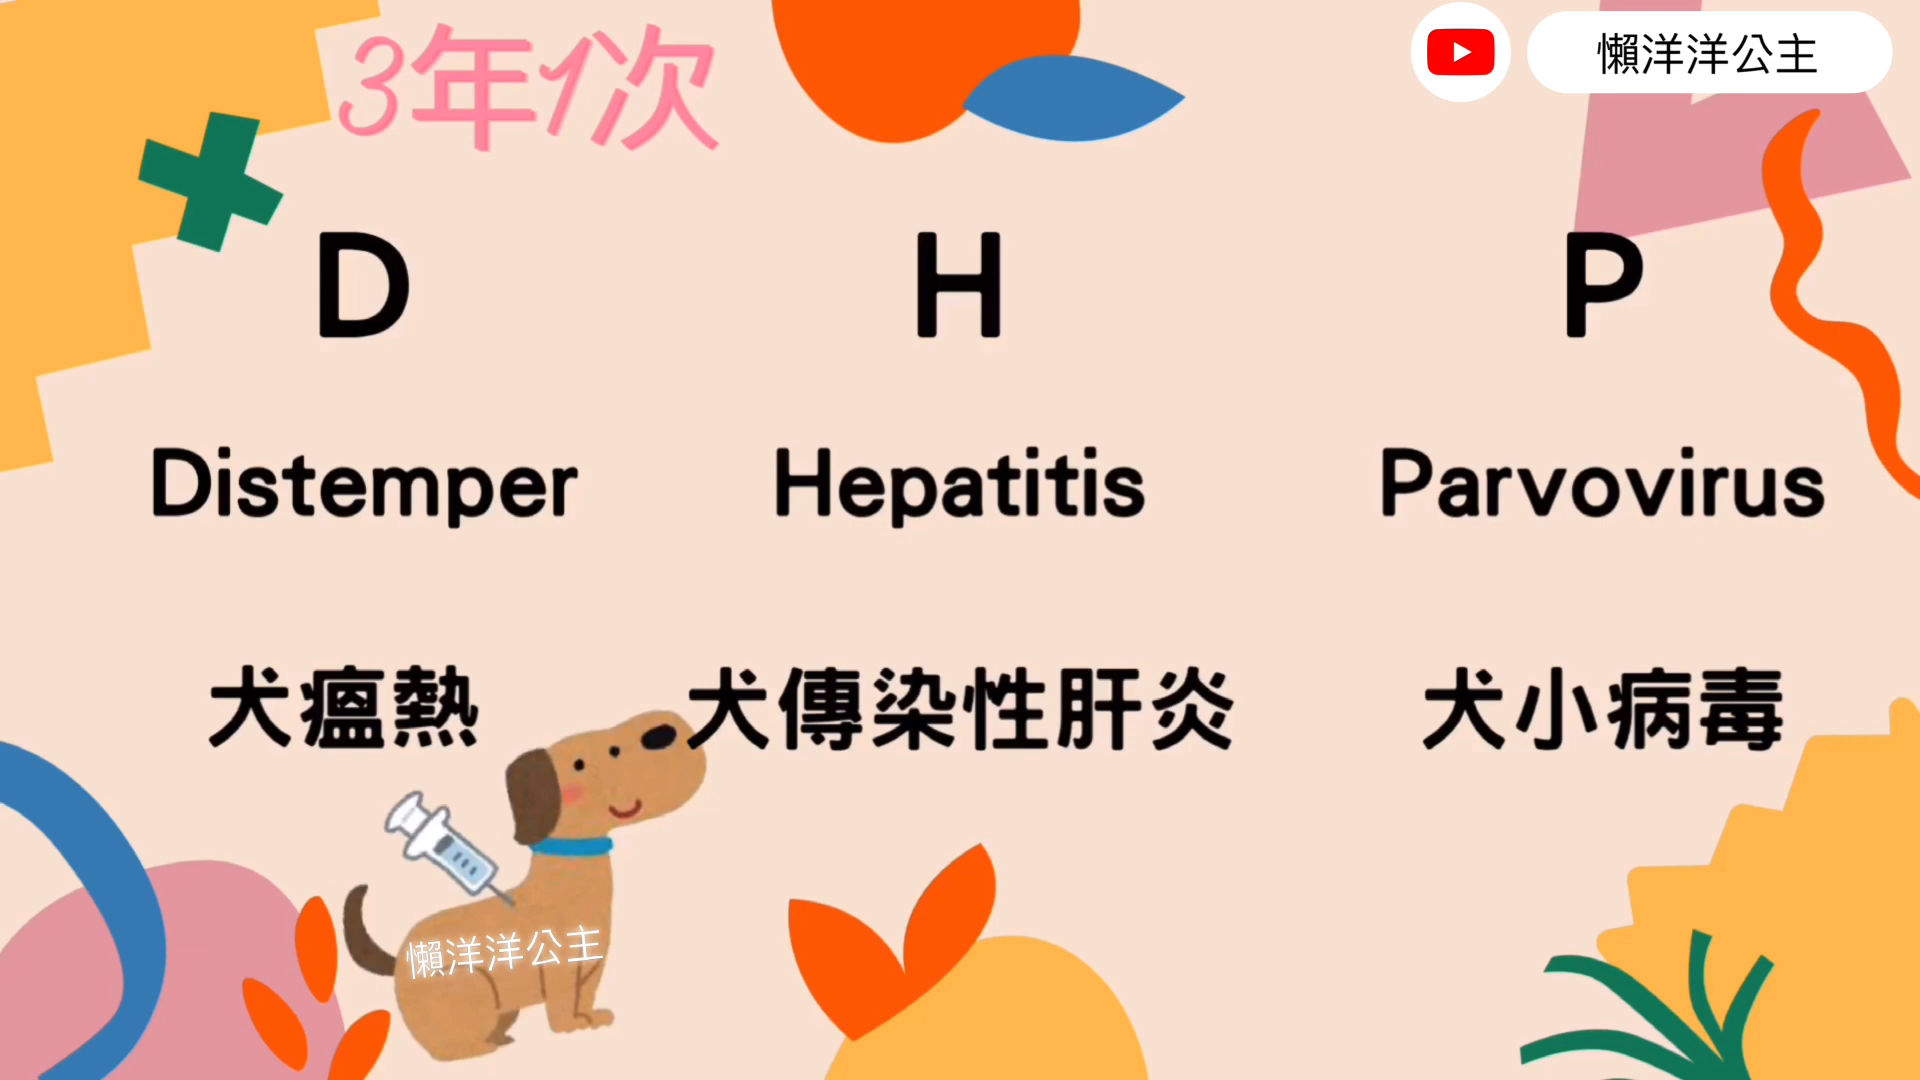 3年1次
懶洋洋公主
D H P
Distemper Hepatitis Parvovirus
犬瘟熱 犬傳染性肝炎 犬小病毒
懶洋洋公主